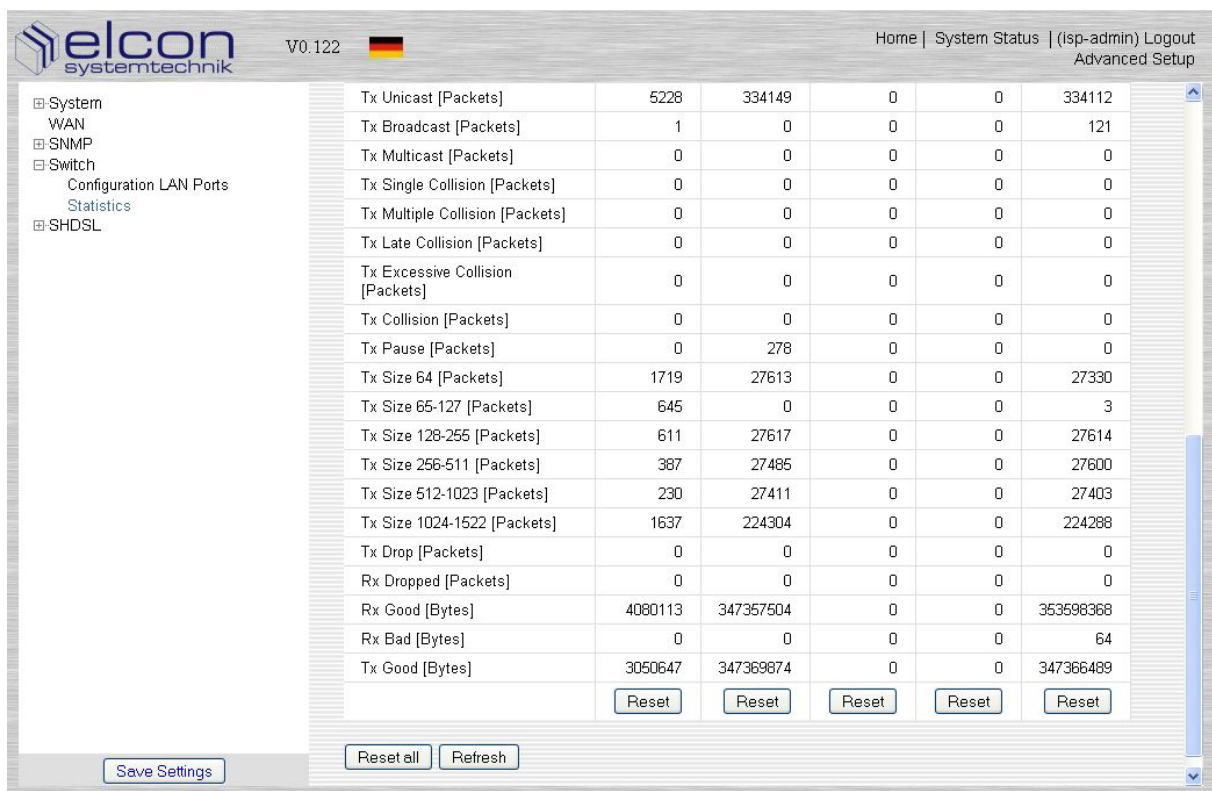 elcon
systemtechnik
V0.122
Home | System Status | (isp-admin) Logout
Advanced Setup
System
WAN
SNMP
Switch
Configuration LAN Ports
Statistics
SHDSL
Save Settings
Tx Unicast [Packets] 5228 334149 0 0 334112
Tx Broadcast [Packets] 1 0 0 0 121
Tx Multicast [Packets] 0 0 0 0 0
Tx Single Collision [Packets] 0 0 0 0 0
Tx Multiple Collision [Packets] 0 0 0 0 0
Tx Late Collision [Packets] 0 0 0 0 0
Tx Excessive Collision
[Packets] 0 0 0 0 0
Tx Collision [Packets] 0 0 0 0 0
Tx Pause [Packets] 0 278 0 0 0
Tx Size 64 [Packets] 1719 27613 0 0 27330
Tx Size 65-127 [Packets] 645 0 0 0 3
Tx Size 128-255 [Packets] 611 27617 0 0 27614
Tx Size 256-511 [Packets] 387 27485 0 0 27600
Tx Size 512-1023 [Packets] 230 27411 0 0 27403
Tx Size 1024-1522 [Packets] 1637 224304 0 0 224288
Tx Drop [Packets] 0 0 0 0 0
Rx Dropped [Packets] 0 0 0 0 0
Rx Good [Bytes] 4080113 347357504 0 0 353598368
Rx Bad [Bytes] 0 0 0 0 64
Tx Good [Bytes] 3050647 347369874 0 0 347366489
Reset Reset Reset Reset Reset
Reset all Refresh